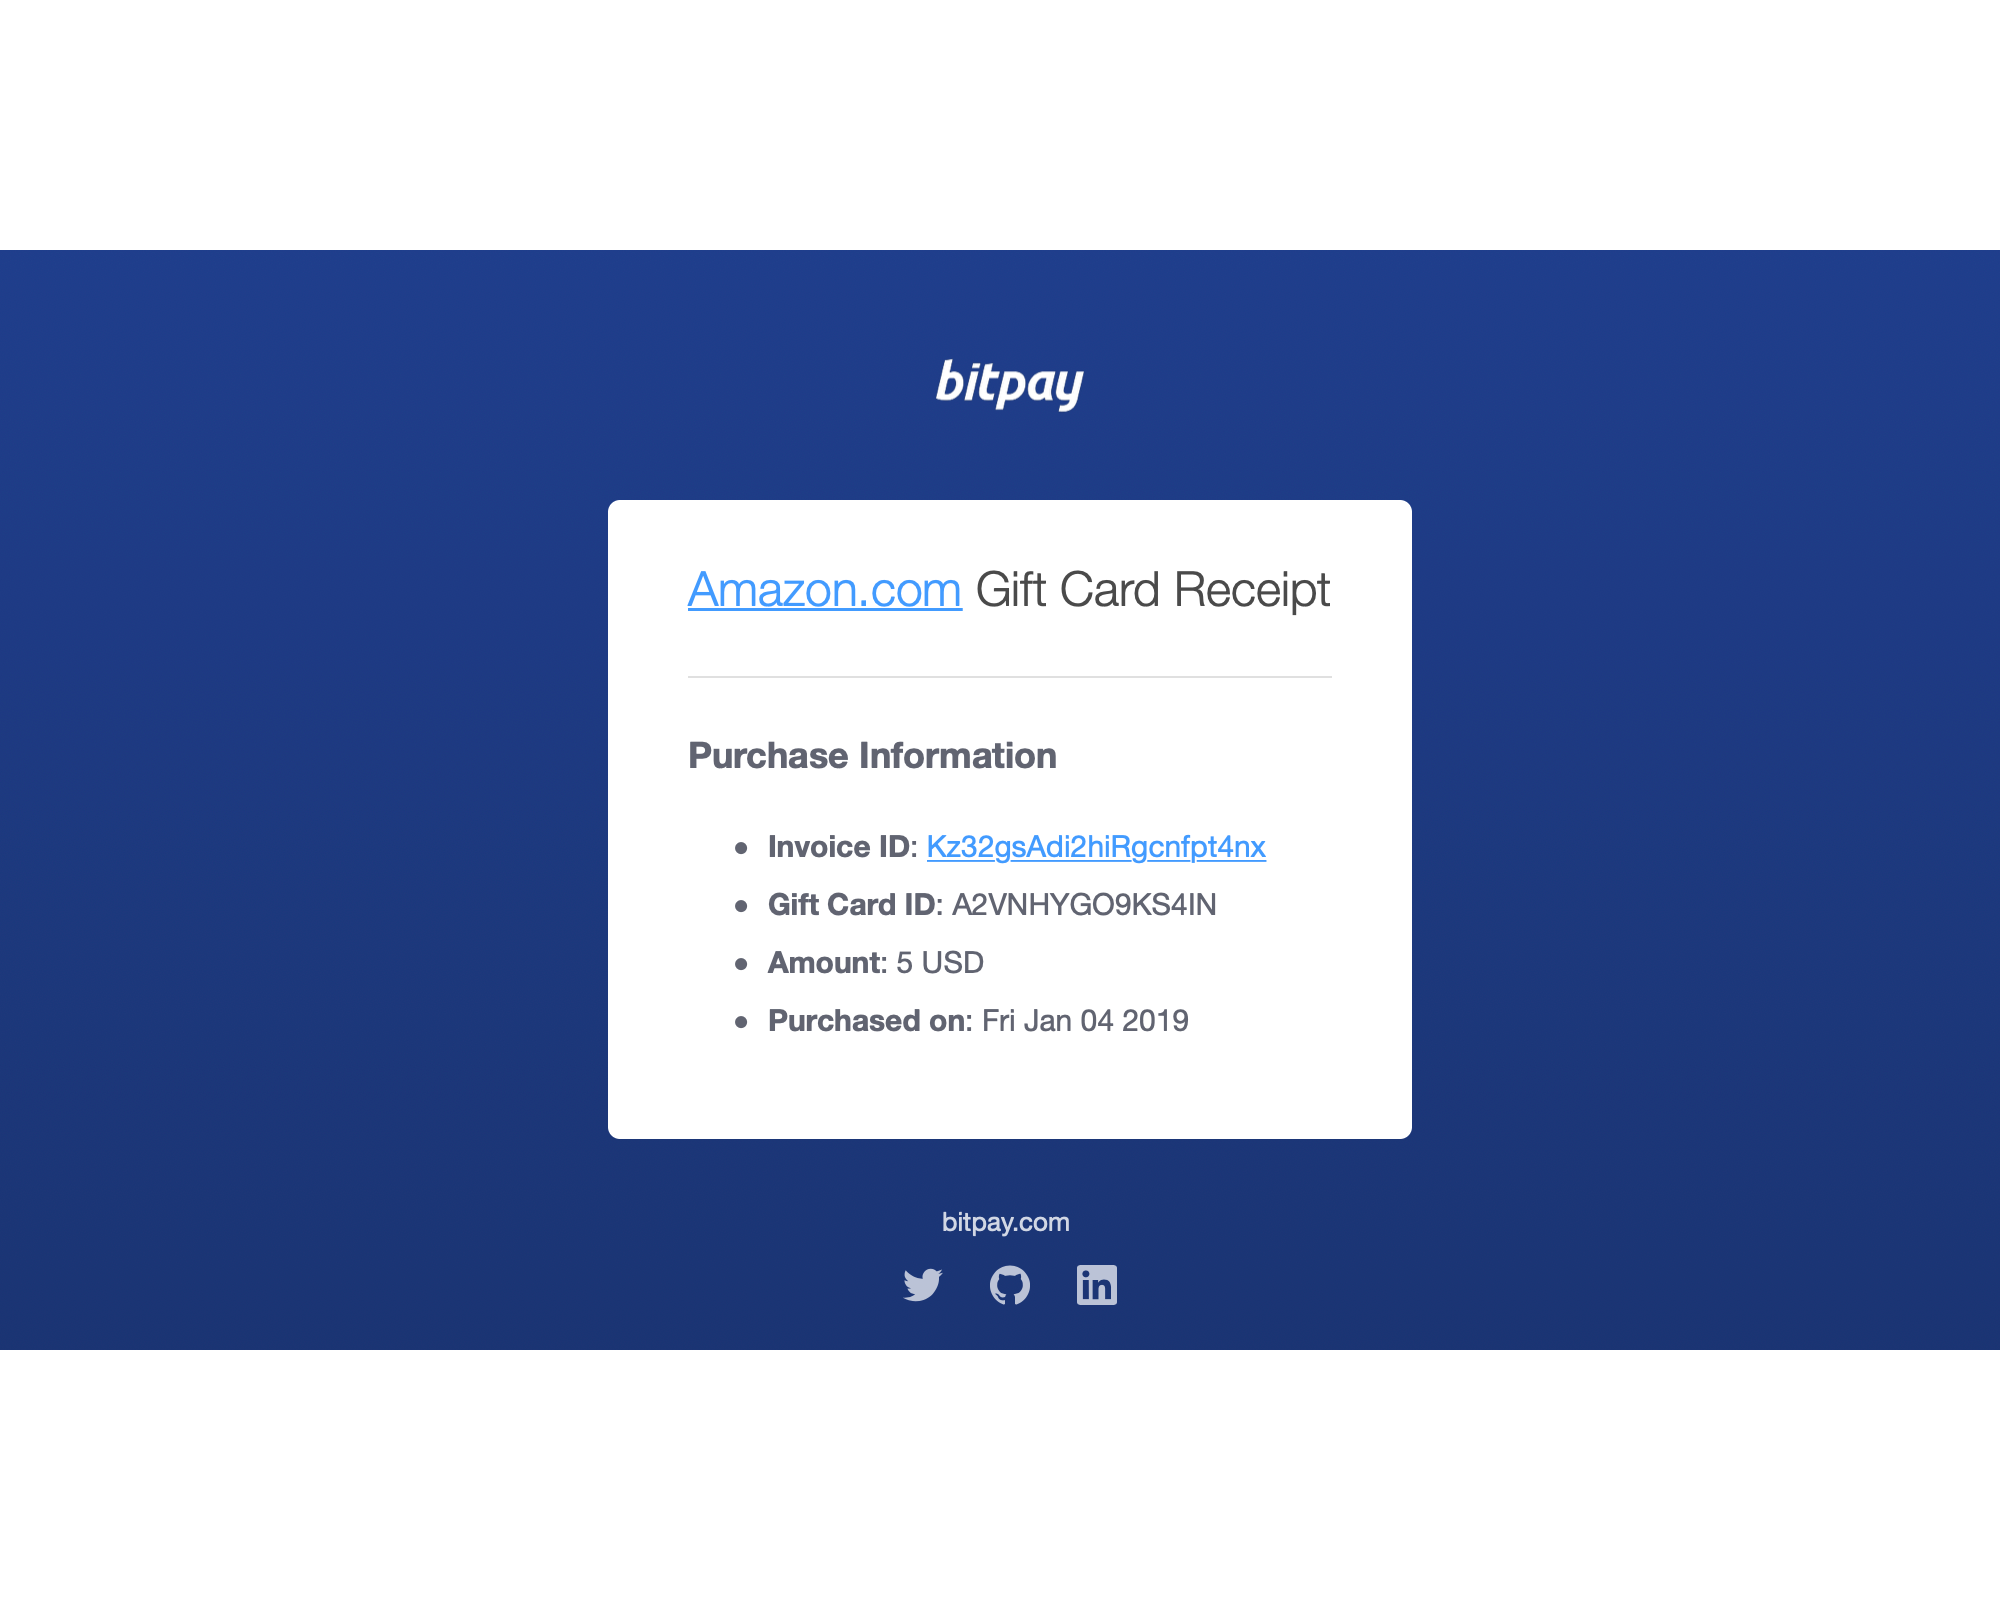 bitpay
Amazon.com Gift Card Receipt
Purchase Information
Invoice ID: Kz32gsAdi2hiRgcnfpt4nx
Gift Card ID: A2VNHYGO9KS4IN
Amount: 5 USD
Purchased on: Fri Jan 04 2019
bitpay.com
in